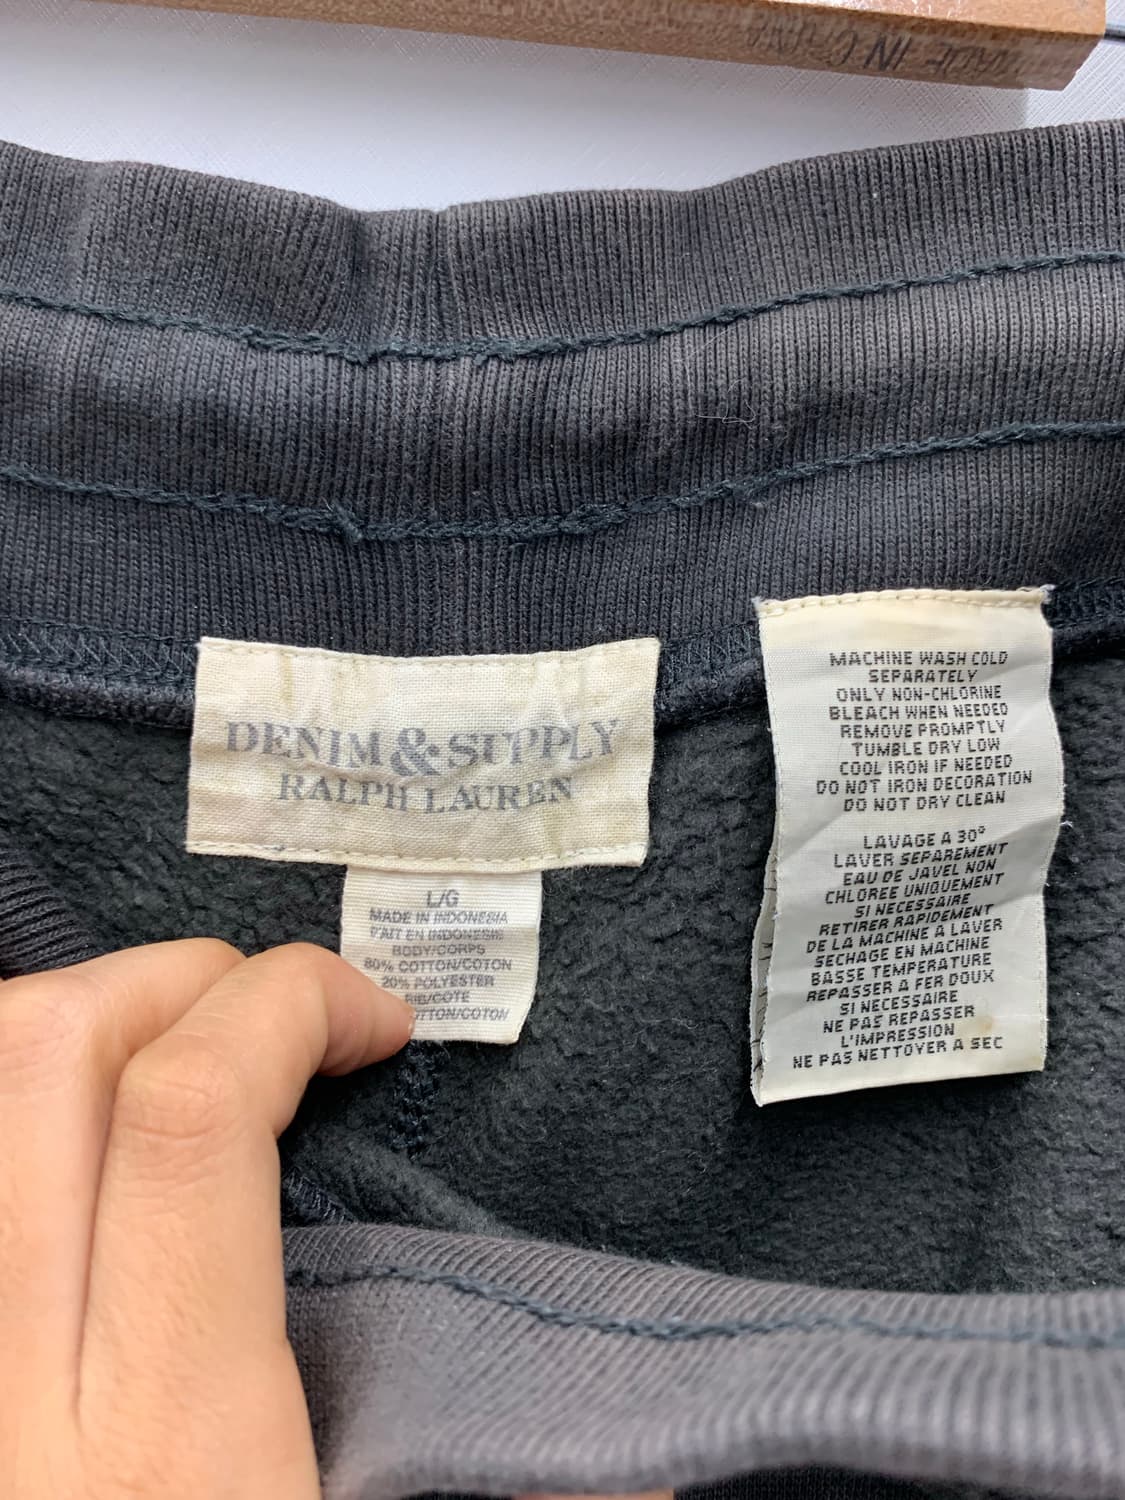 MADE IN CHINA
DENIM & SUPPLY
RALPH LAUREN
L/G
MADE IN INDONESIA
FAIT EN INDONESIE
BODY/CORPS
80% COTTON/COTON
20% POLYESTER
RIB/COTE
OTTON/COTON
MACHINE WASH COLD
SEPARATELY
ONLY NON-CHLORINE
BLEACH WHEN NEEDED
REMOVE PROMPTLY
TUMBLE DRY LOW
COOL IRON IF NEEDED
DO NOT IRON DECORATION
DO NOT DRY CLEAN
LAVAGE A 30°
LAVER SEPAREMENT
EAU DE JAVEL NON
CHLOREE UNIQUEMENT
SI NECESSAIRE
RETIRER RAPIDEMENT
DE LA MACHINE A LAVER
SECHAGE EN MACHINE
BASSE TEMPERATURE
REPASSER A FER DOUX
SI NECESSAIRE
NE PAS REPASSER
L'IMPRESSION
NE PAS NETTOYER A SEC